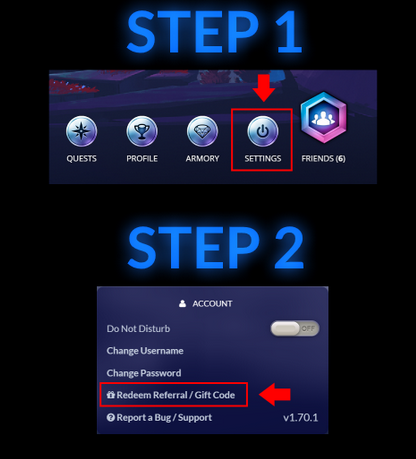 STEP 1
QUESTS PROFILE ARMORY SETTINGS FRIENDS (6)
STEP 2
ACCOUNT
Do Not Disturb OFF
Change Username
Change Password
Redeem Referral / Gift Code
Report a Bug / Support v1.70.1